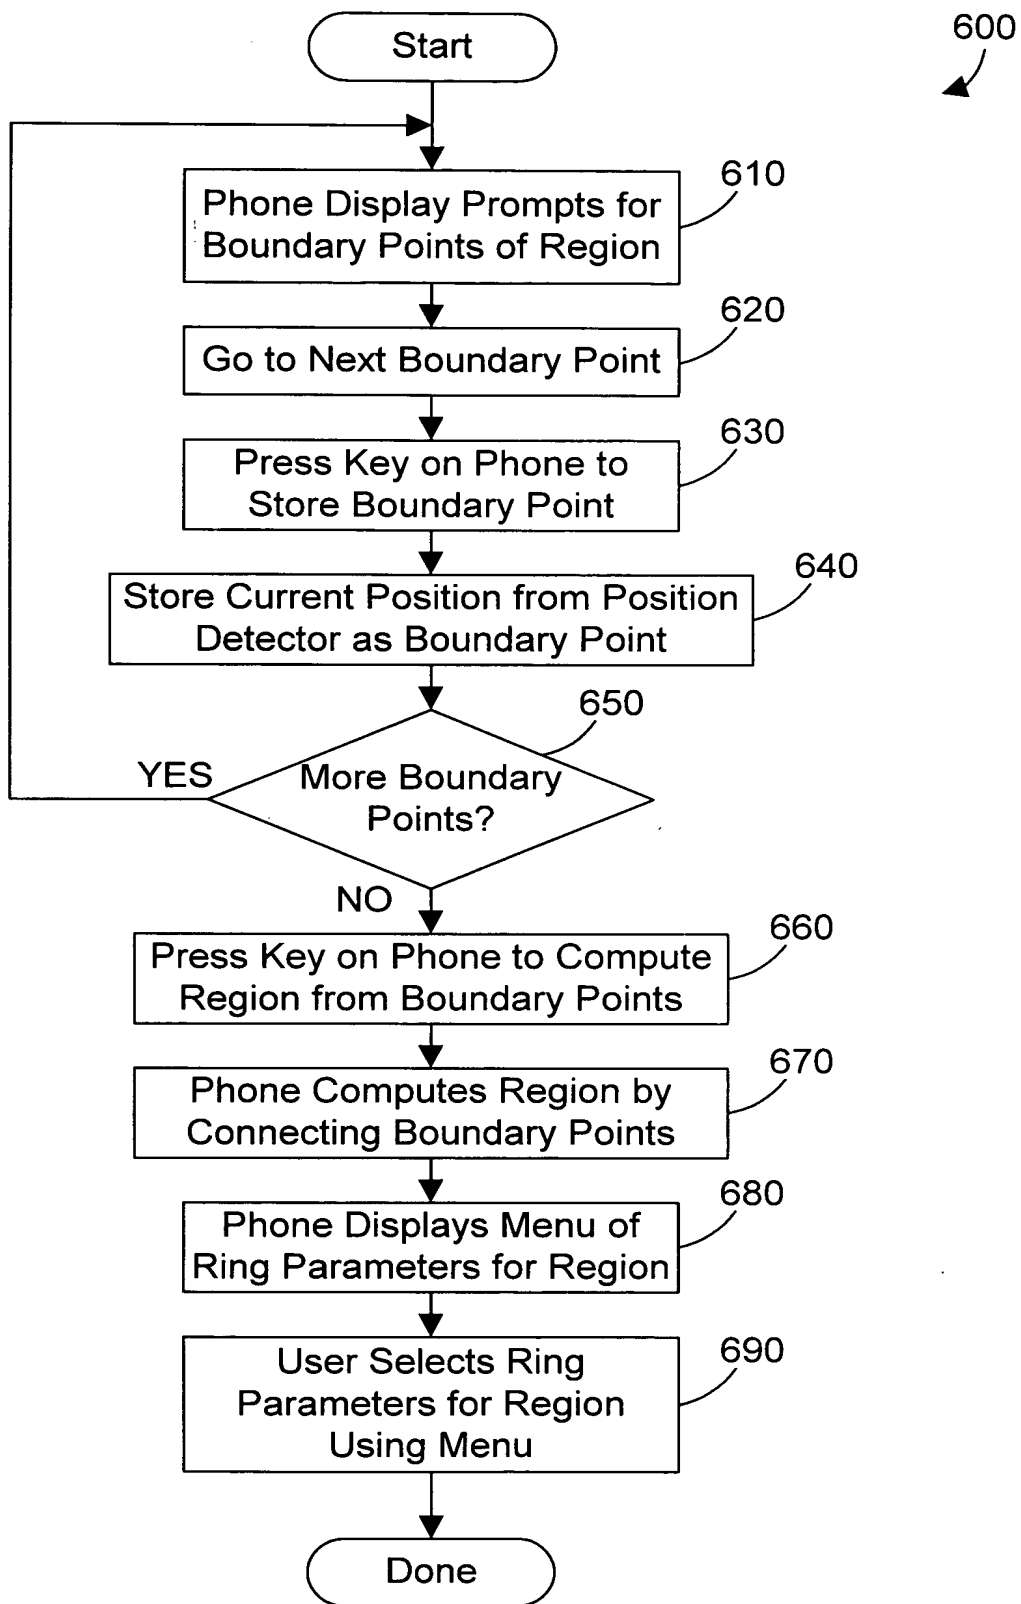 Start
600
610
Phone Display Prompts for
Boundary Points of Region
620
Go to Next Boundary Point
630
Press Key on Phone to
Store Boundary Point
640
Store Current Position from Position
Detector as Boundary Point
650
YES
More Boundary
Points?
NO
660
Press Key on Phone to Compute
Region from Boundary Points
670
Phone Computes Region by
Connecting Boundary Points
680
Phone Displays Menu of
Ring Parameters for Region
690
User Selects Ring
Parameters for Region
Using Menu
Done